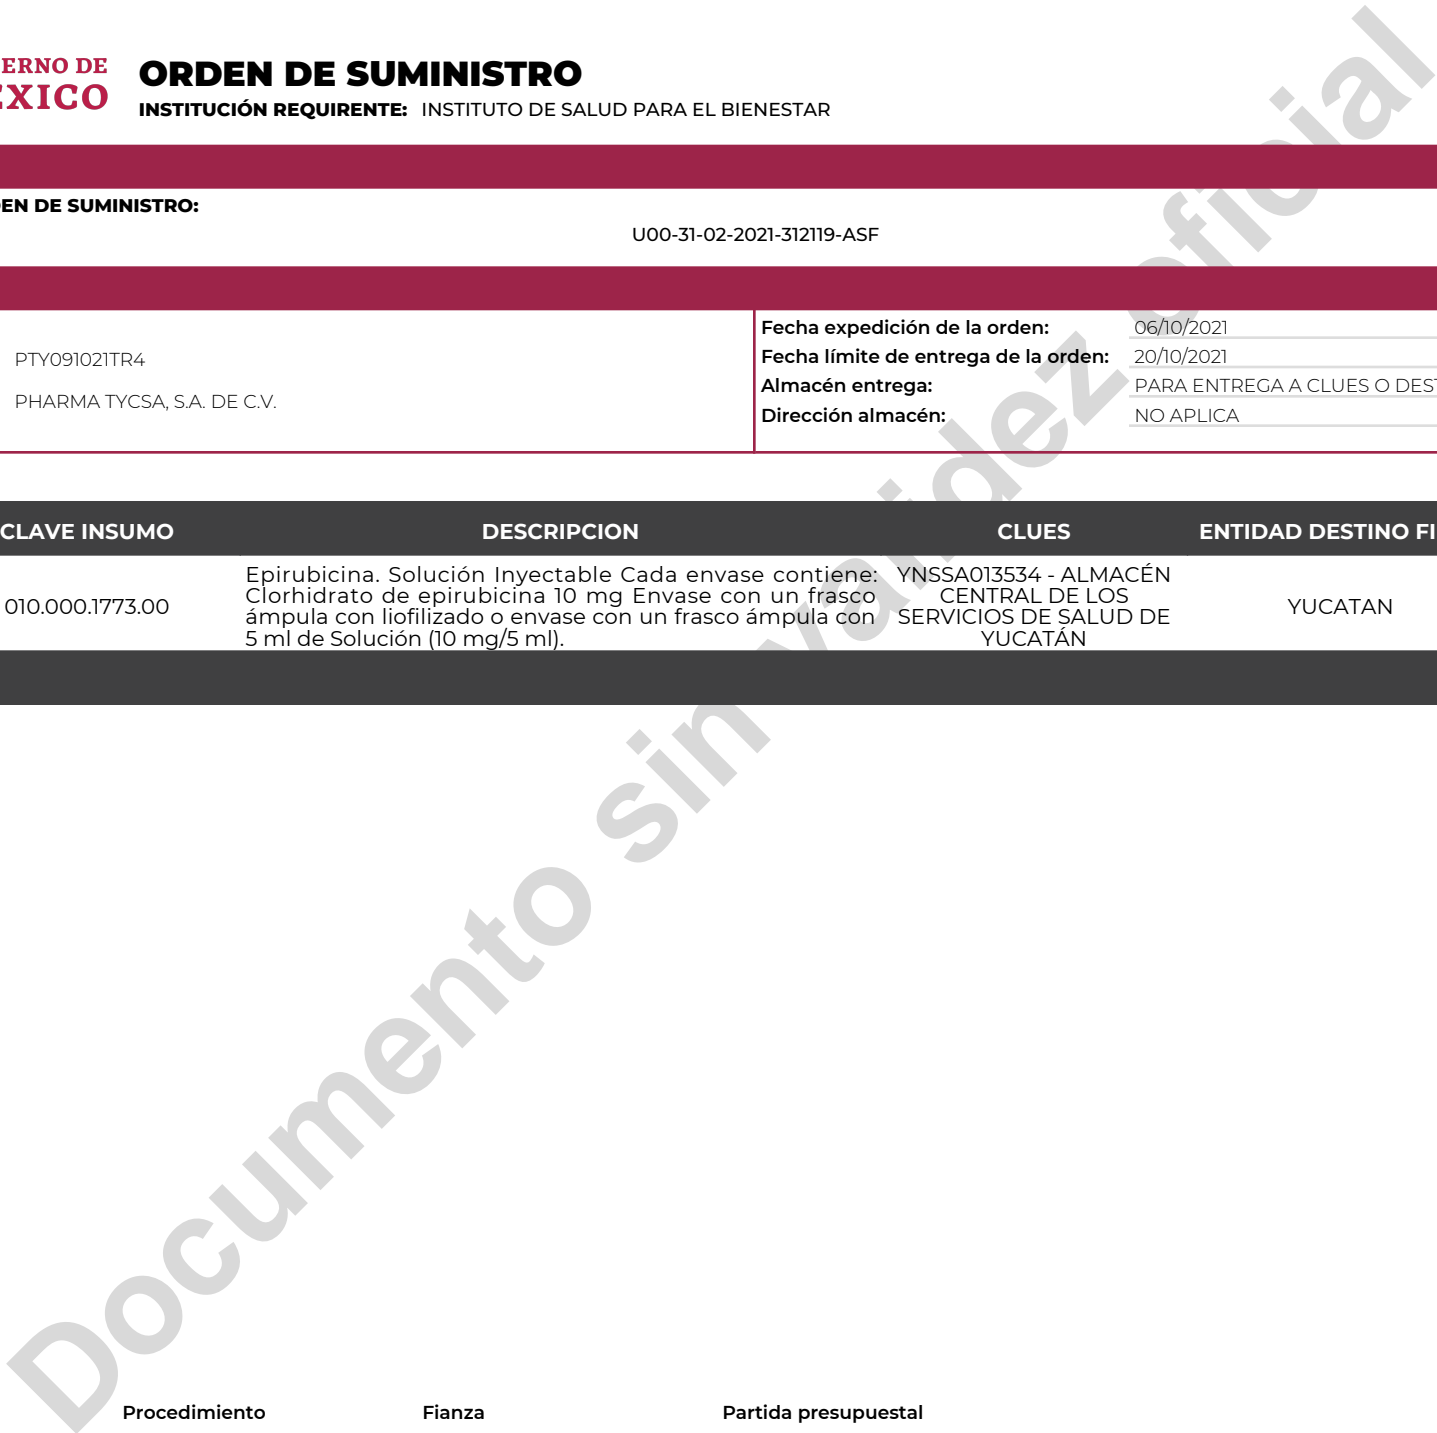 ERNO DE
ÉXICO
ORDEN DE SUMINISTRO
INSTITUCIÓN REQUIRENTE: INSTITUTO DE SALUD PARA EL BIENESTAR
EN DE SUMINISTRO:
U00-31-02-2021-312119-ASF
PTY091021TR4
PHARMA TYCSA, S.A. DE C.V.
Fecha expedición de la orden: 06/10/2021
Fecha límite de entrega de la orden: 20/10/2021
Almacén entrega: PARA ENTREGA A CLUES O DEST
Dirección almacén: NO APLICA
CLAVE INSUMO DESCRIPCION CLUES ENTIDAD DESTINO FI
010.000.1773.00
Epirubicina. Solución Inyectable Cada envase contiene:
Clorhidrato de epirubicina 10 mg Envase con un frasco
ámpula con liofilizado o envase con un frasco ámpula con
5 ml de Solución (10 mg/5 ml).
YNSSA013534 - ALMACÉN
CENTRAL DE LOS
SERVICIOS DE SALUD DE
YUCATÁN
YUCATAN
Documento sin validez oficial
Procedimiento Fianza Partida presupuestal